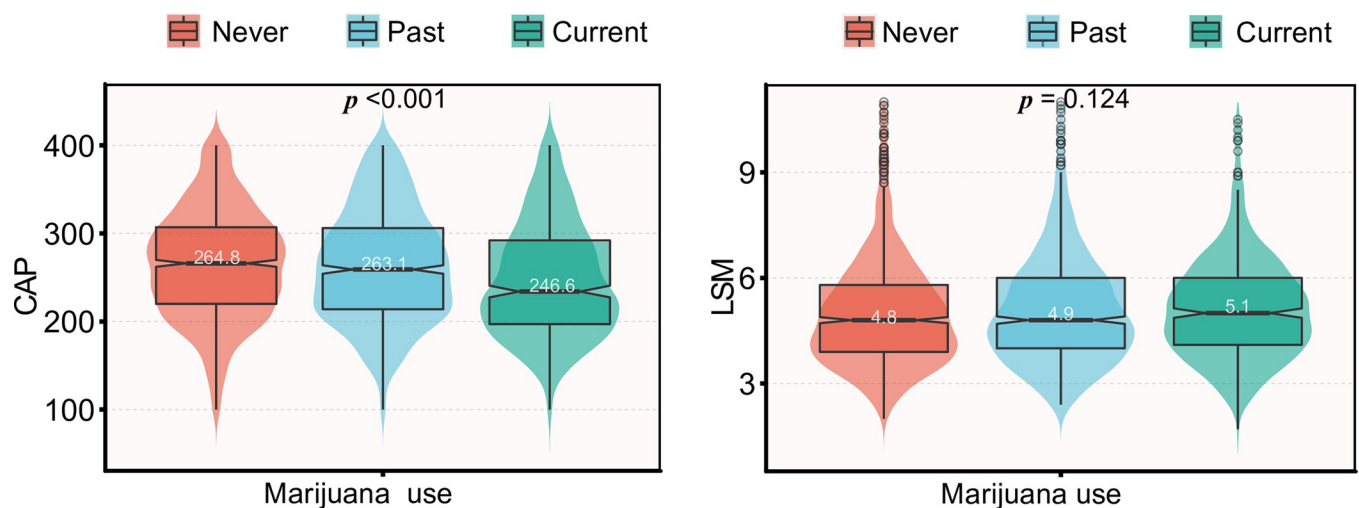 Never Past Current
p <0.001
CAP
400
300
200
100
264.8 263.1 246.6
Marijuana use
Never Past Current
p = 0.124
LSM
9
6
3
4.8 4.9 5.1
Marijuana use